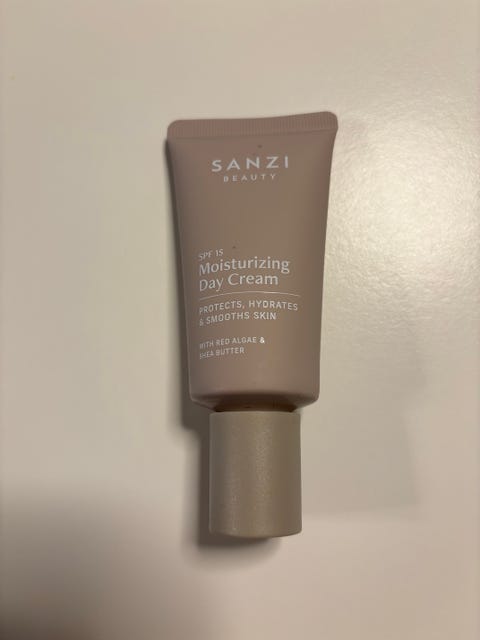 SANZI
BEAUTY
SPF 15
Moisturizing
Day Cream
PROTECTS, HYDRATES
& SMOOTHS SKIN
WITH RED ALGAE &
SHEA BUTTER